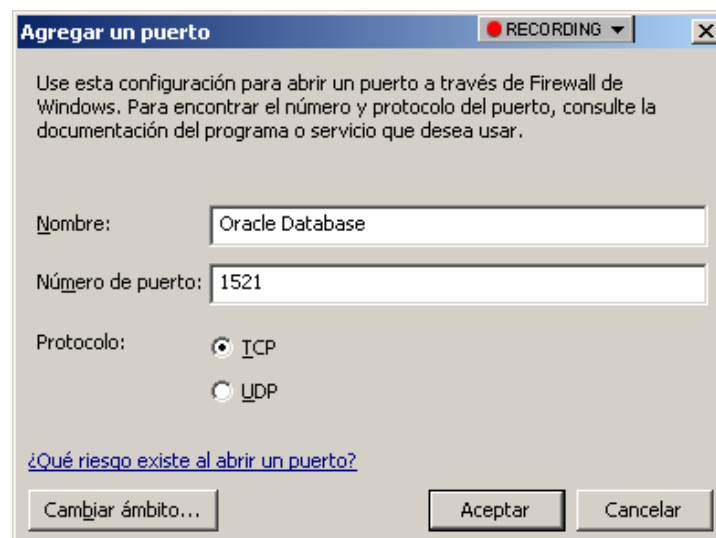 Agregar un puerto
RECORDING
Use esta configuración para abrir un puerto a través de Firewall de
Windows. Para encontrar el número y protocolo del puerto, consulte la
documentación del programa o servicio que desea usar.
Nombre: Oracle Database
Número de puerto: 1521
Protocolo: TCP
UDP
¿Qué riesgo existe al abrir un puerto?
Cambiar ámbito... Aceptar Cancelar